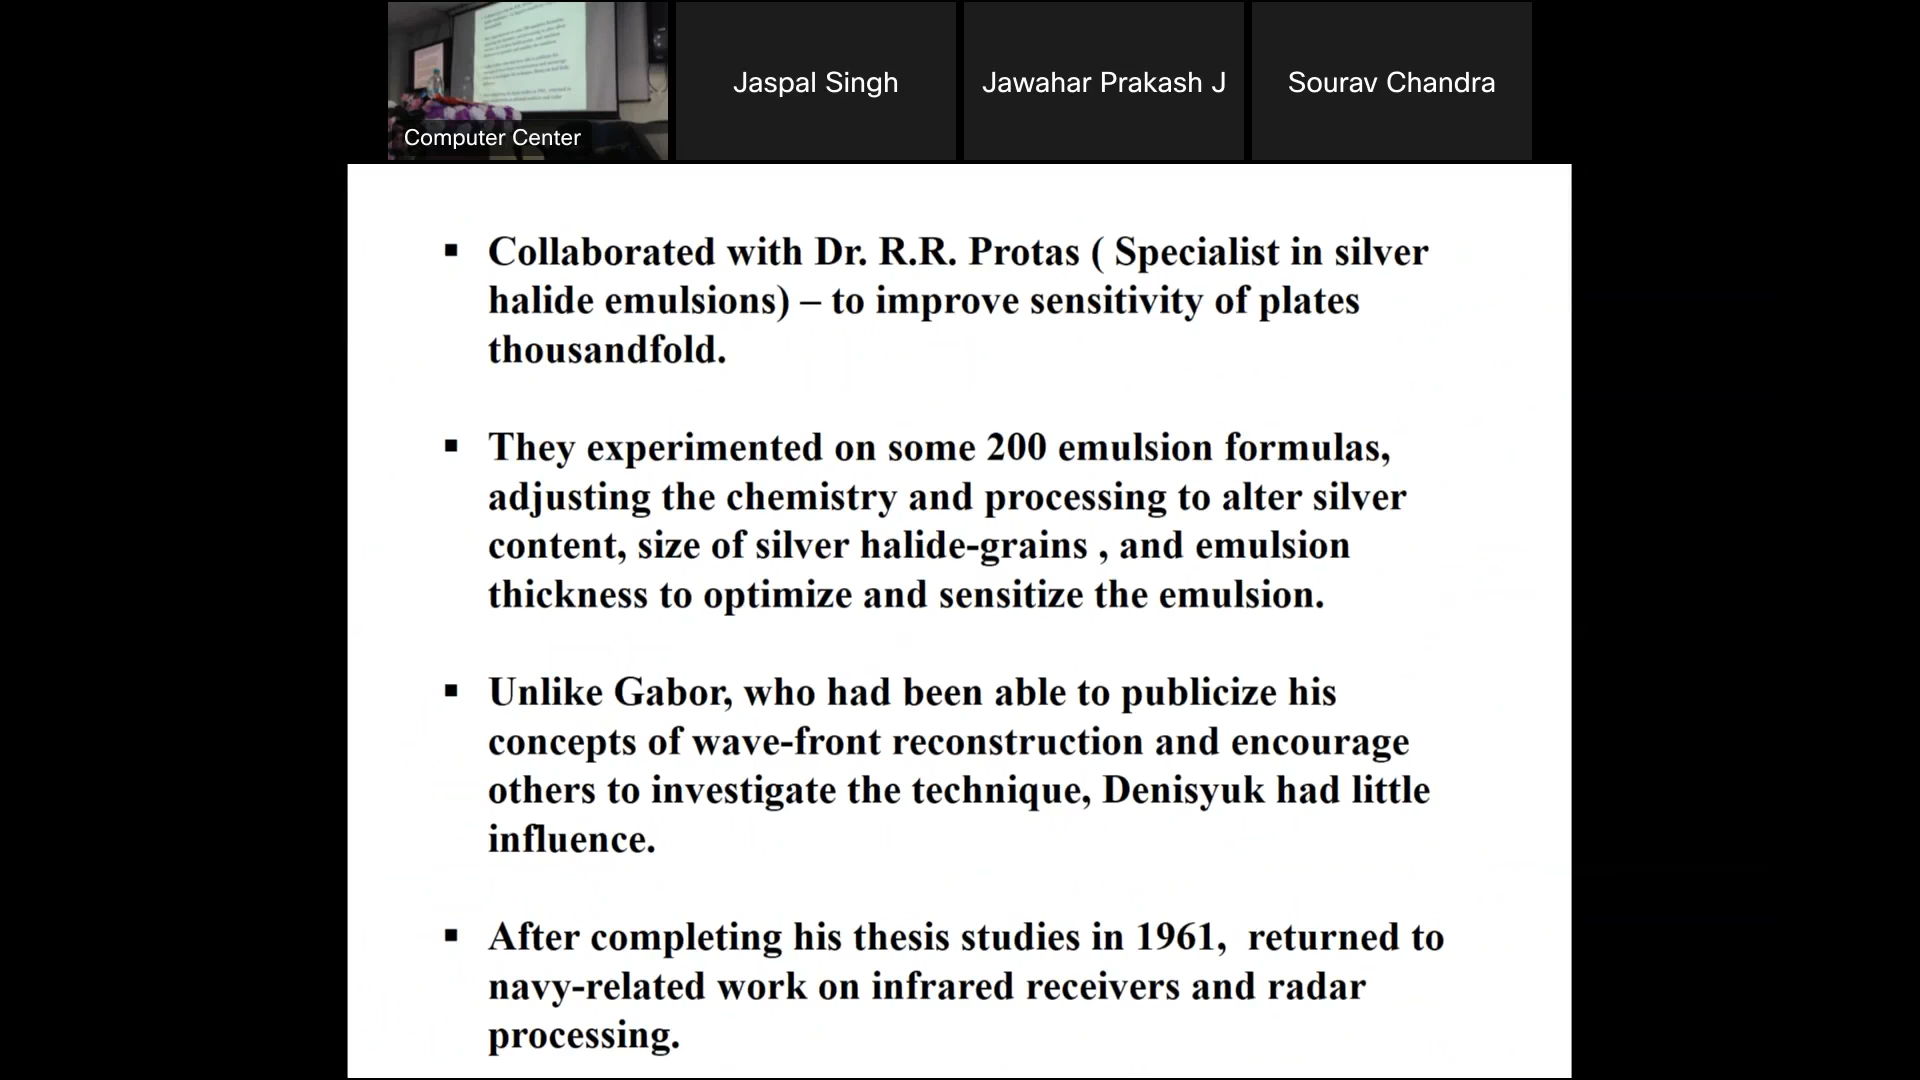 Computer Center
Jaspal Singh
Jawahar Prakash J
Sourav Chandra
▪ Collaborated with Dr. R.R. Protas ( Specialist in silver
halide emulsions) – to improve sensitivity of plates
thousandfold.
▪ They experimented on some 200 emulsion formulas,
adjusting the chemistry and processing to alter silver
content, size of silver halide-grains , and emulsion
thickness to optimize and sensitize the emulsion.
▪ Unlike Gabor, who had been able to publicize his
concepts of wave-front reconstruction and encourage
others to investigate the technique, Denisyuk had little
influence.
▪ After completing his thesis studies in 1961,  returned to
navy-related work on infrared receivers and radar
processing.